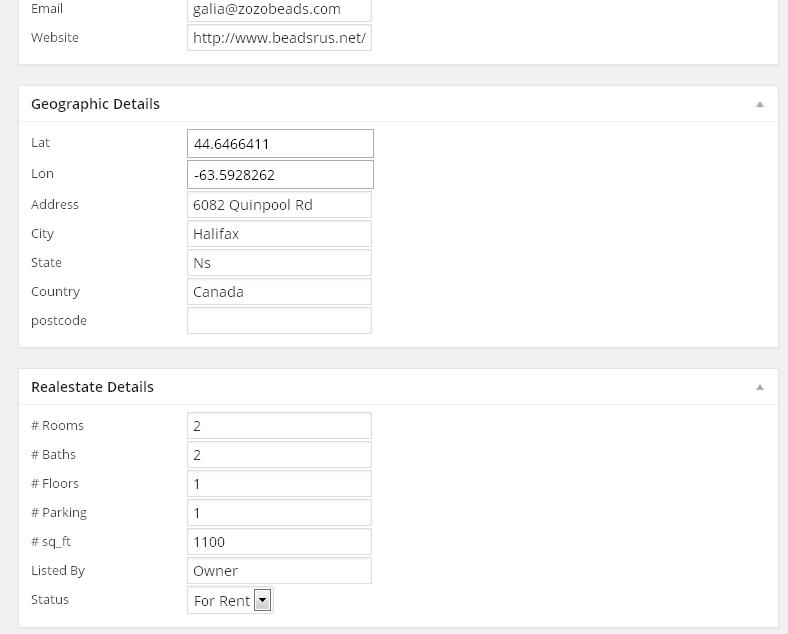 Email galia@zozobeads.com
Website http://www.beadsrus.net/
Geographic Details
Lat 44.6466411
Lon -63.5928262
Address 6082 Quinpool Rd
City Halifax
State Ns
Country Canada
postcode
Realestate Details
# Rooms 2
# Baths 2
# Floors 1
# Parking 1
# sq_ft 1100
Listed By Owner
Status For Rent